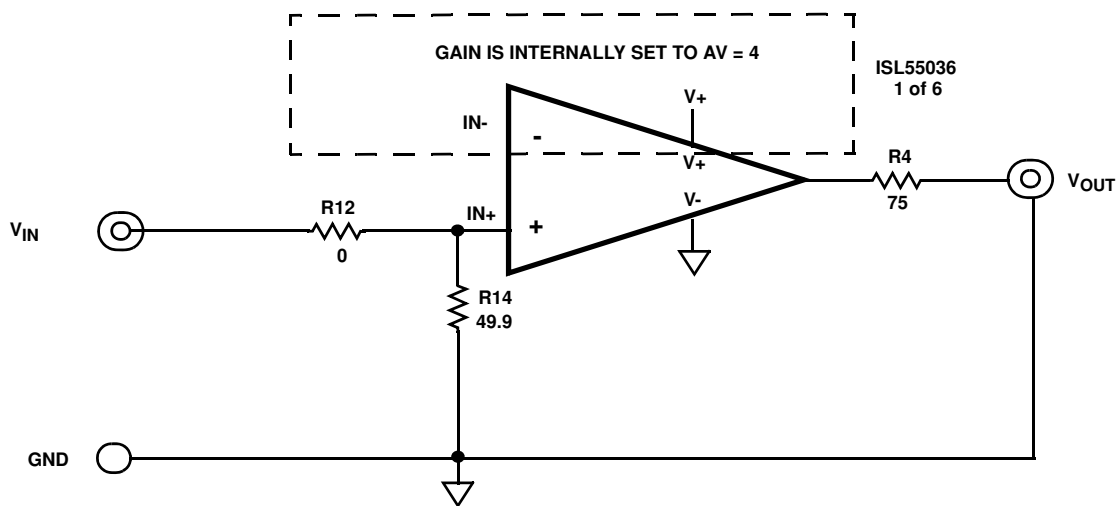 GAIN IS INTERNALLY SET TO AV = 4
ISL55036
1 of 6
V+
IN-
-
V+
R4
75
VOUT
V-
R12
0
IN+
+
VIN
R14
49.9
GND